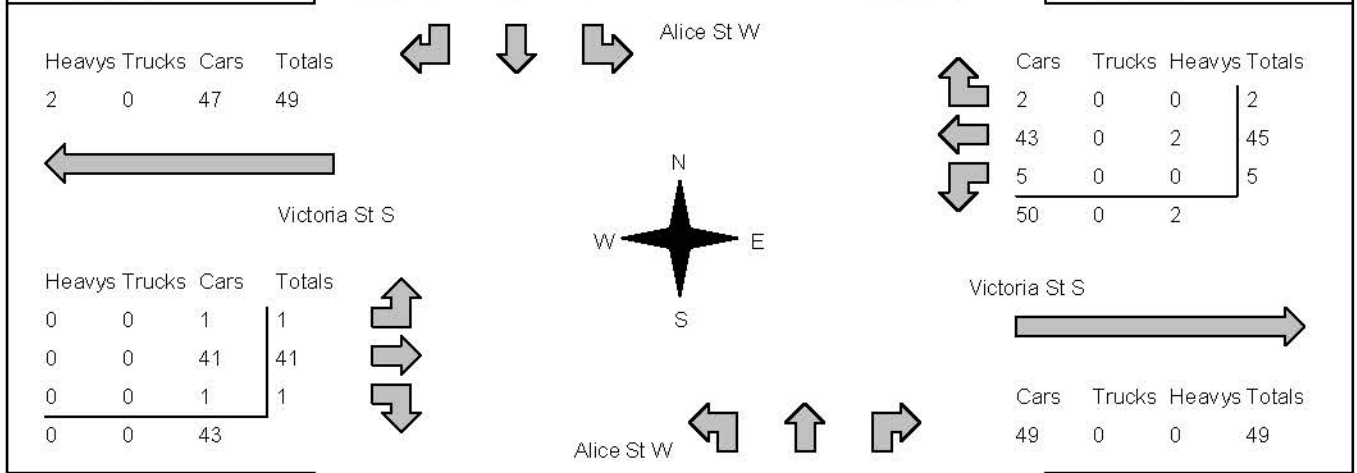 Alice St W
Heavys Trucks Cars Totals
2 0 47 49
Cars Trucks Heavys Totals
2 0 0 2
43 0 2 45
5 0 0 5
50 0 2
N
W E
S
Victoria St S
Heavys Trucks Cars Totals
0 0 1 1
0 0 41 41
0 0 1 1
0 0 43
Victoria St S
Cars Trucks Heavys Totals
49 0 0 49
Alice St W